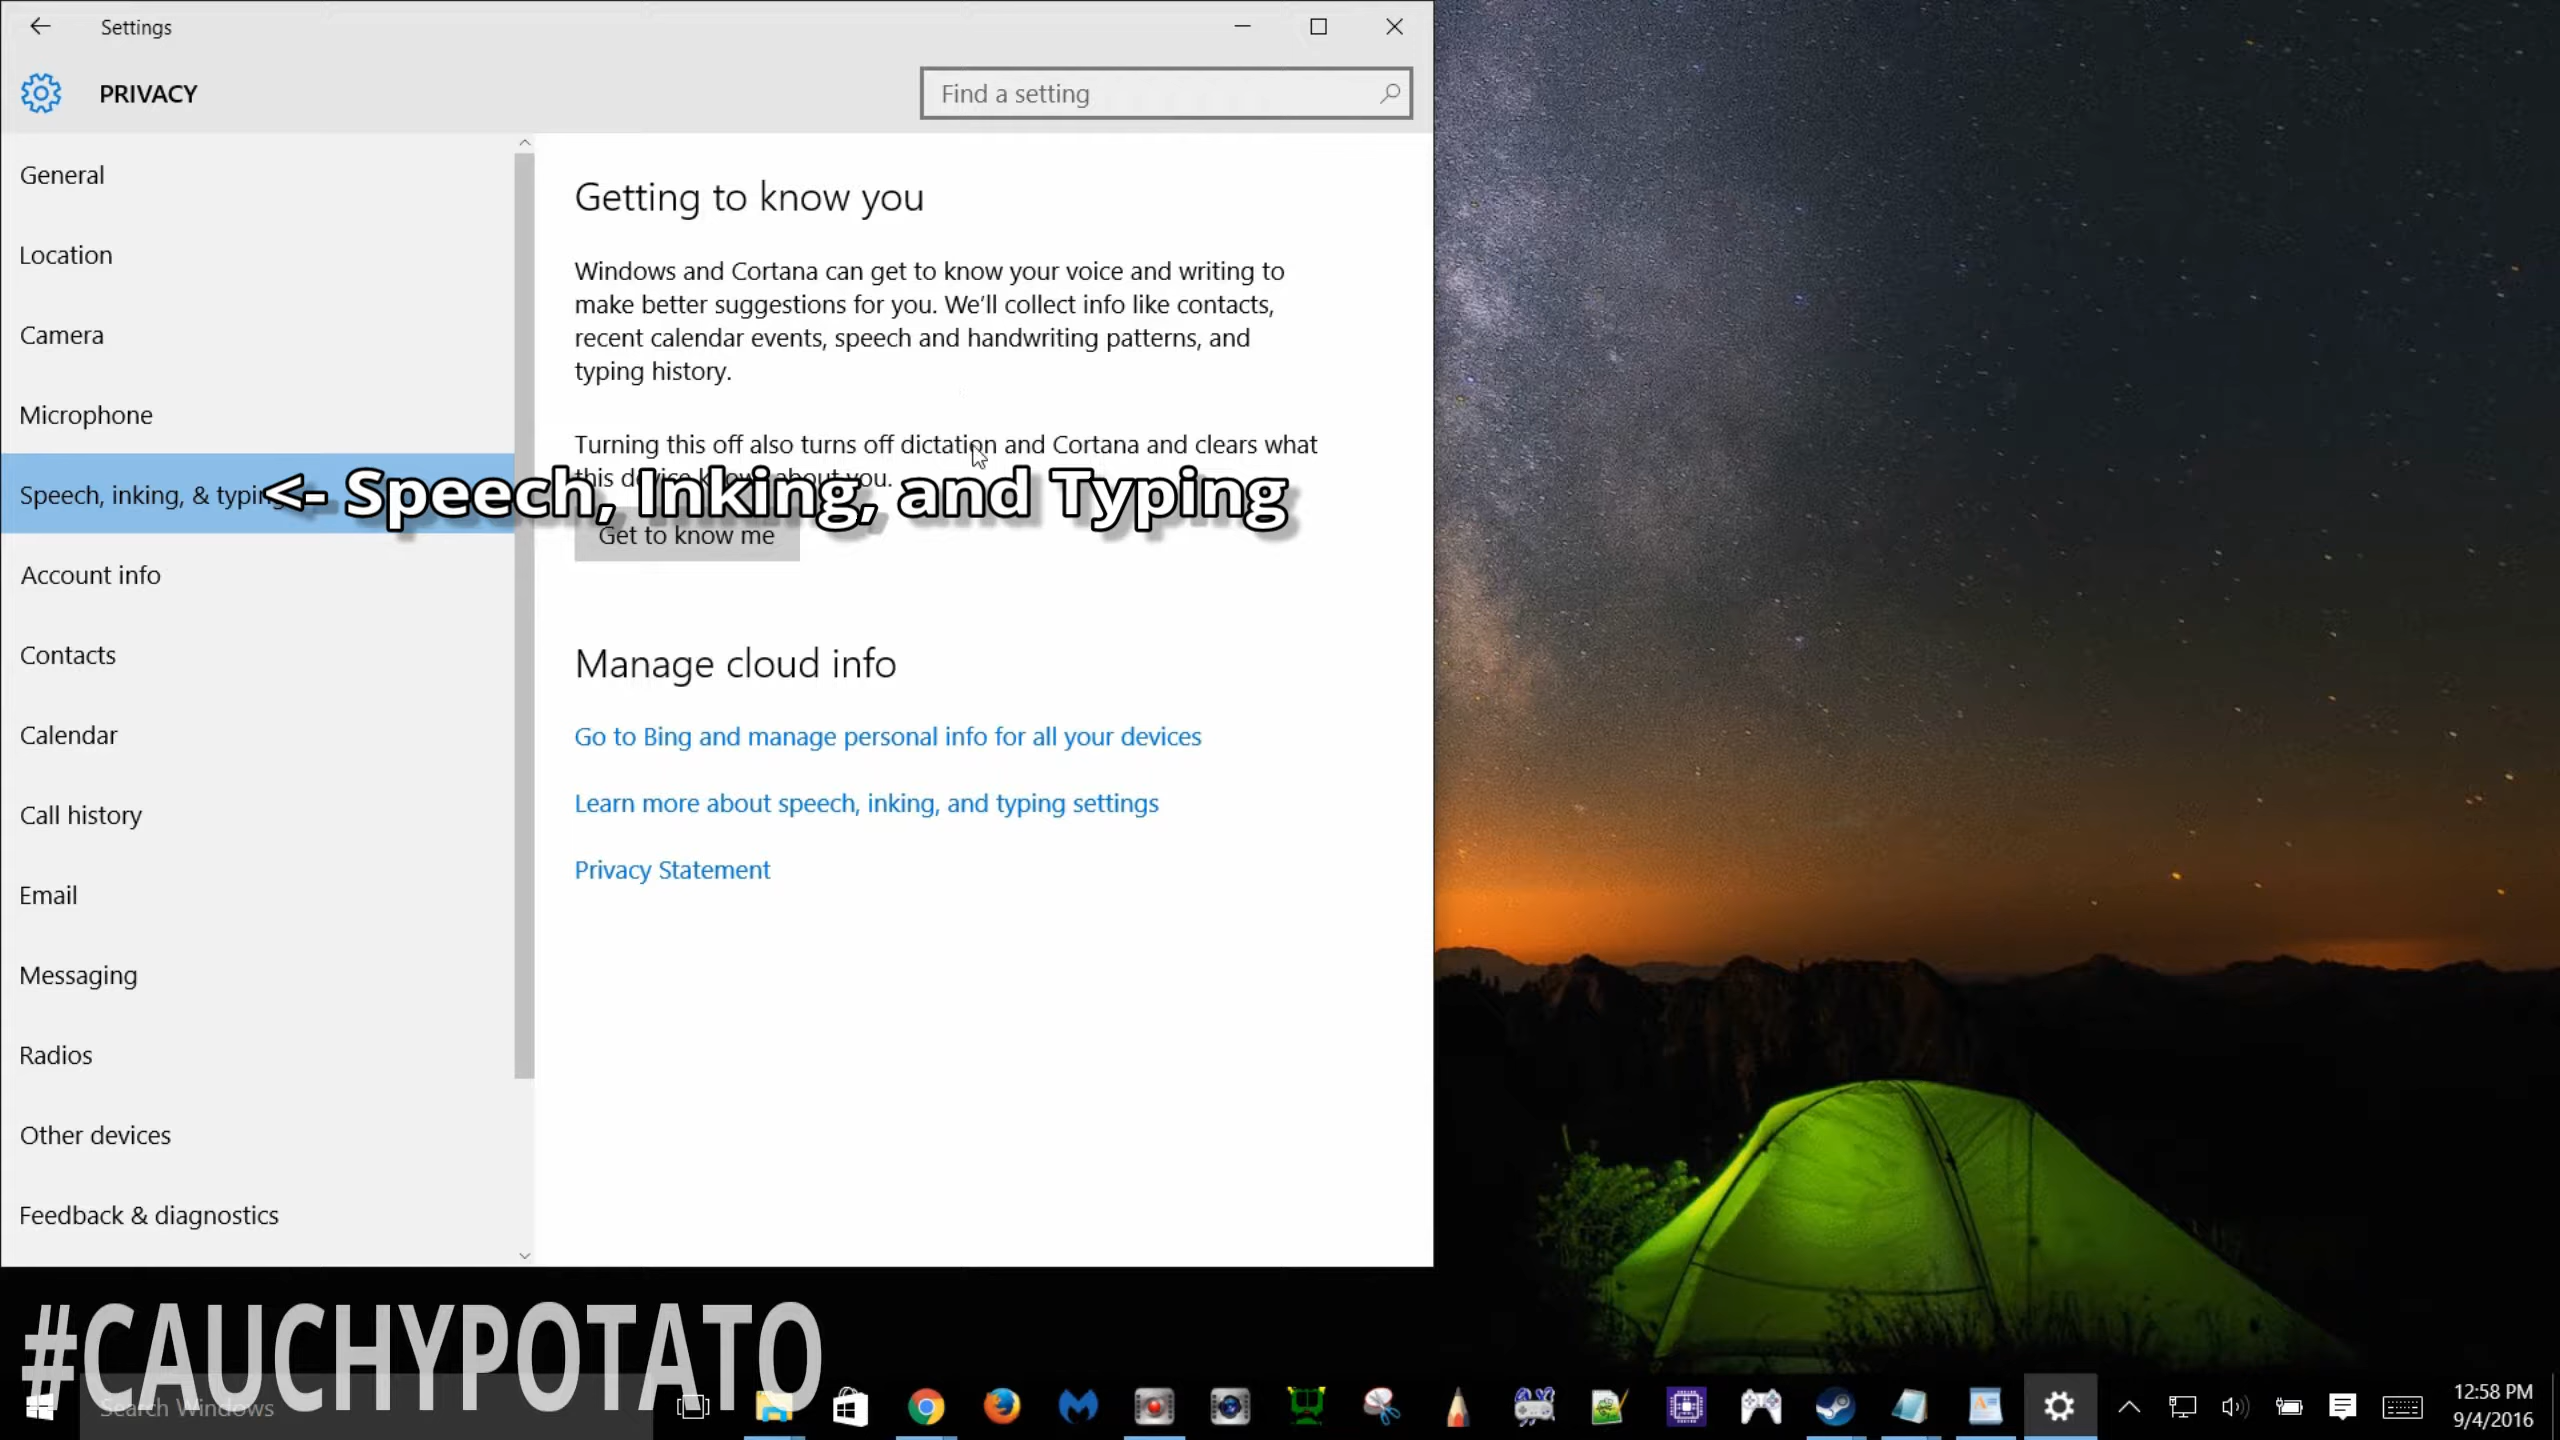 Settings
PRIVACY
Find a setting
General
Location
Camera
Microphone
Speech, inking, & typing
Account info
Contacts
Calendar
Call history
Email
Messaging
Radios
Other devices
Feedback & diagnostics
Getting to know you
Windows and Cortana can get to know your voice and writing to
make better suggestions for you. We'll collect info like contacts,
recent calendar events, speech and handwriting patterns, and
typing history.
Turning this off also turns off dictation and Cortana and clears what
this device knows about you.
<- Speech, Inking, and Typing
Get to know me
Manage cloud info
Go to Bing and manage personal info for all your devices
Learn more about speech, inking, and typing settings
Privacy Statement
#CAUCHYPOTATO
Search Windows
12:58 PM
9/4/2016